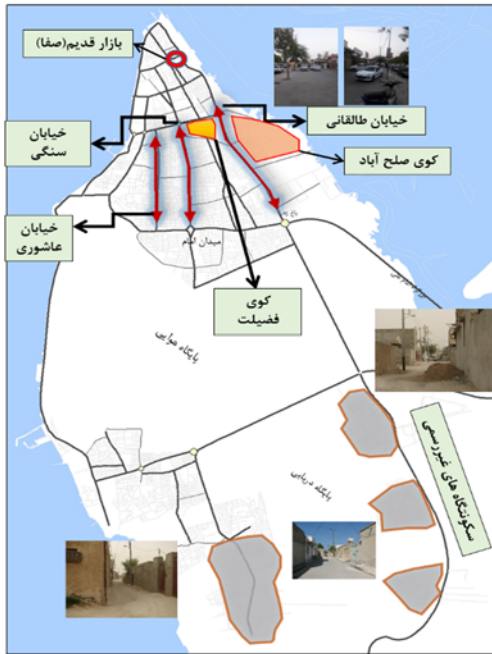 بازار قدیم(صفا)
خیابان طالقانی
خیابان
سنگی
کوی صلح آباد
خیابان
عاشوری
میدان امام
کوی
فضیلت
پایگاه هوایی
سکونتگاه های غیررسمی
پایگاه دریایی